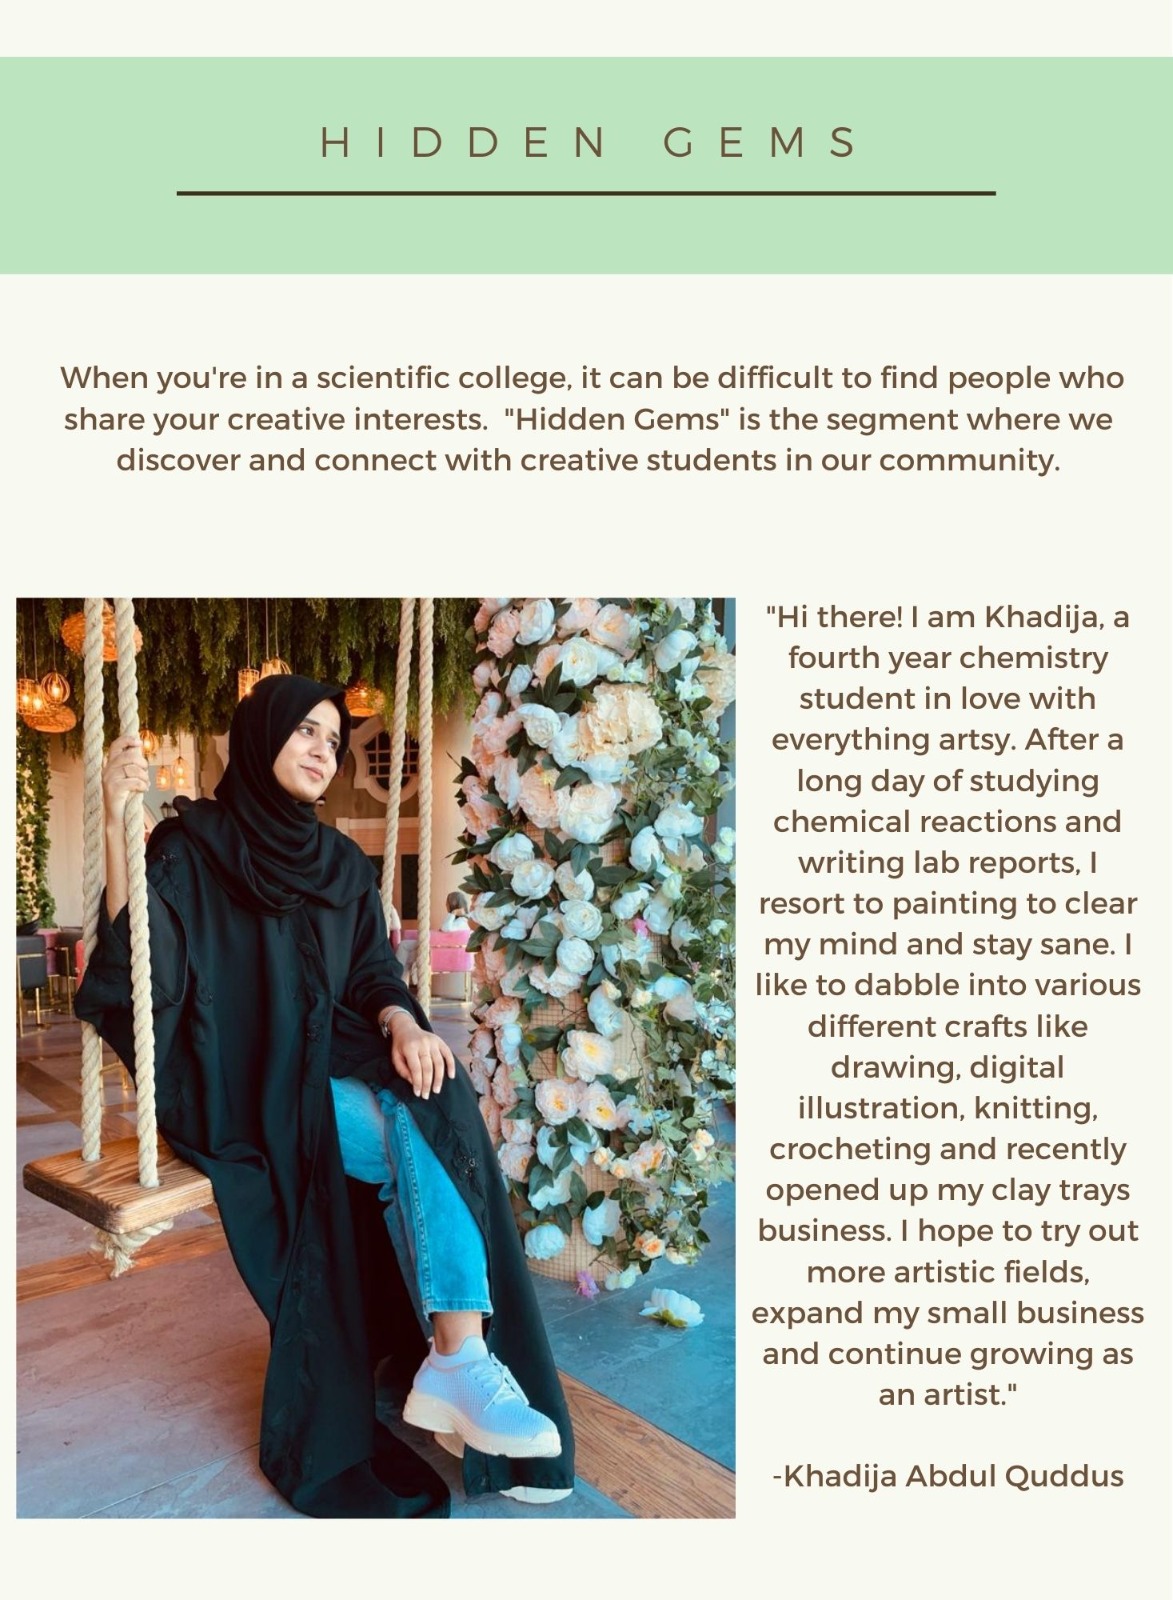 HIDDEN GEMS
When you're in a scientific college, it can be difficult to find people who
share your creative interests.  "Hidden Gems" is the segment where we
discover and connect with creative students in our community.
"Hi there! I am Khadija, a
fourth year chemistry
student in love with
everything artsy. After a
long day of studying
chemical reactions and
writing lab reports, I
resort to painting to clear
my mind and stay sane. I
like to dabble into various
different crafts like
drawing, digital
illustration, knitting,
crocheting and recently
opened up my clay trays
business. I hope to try out
more artistic fields,
expand my small business
and continue growing as
an artist."
-Khadija Abdul Quddus